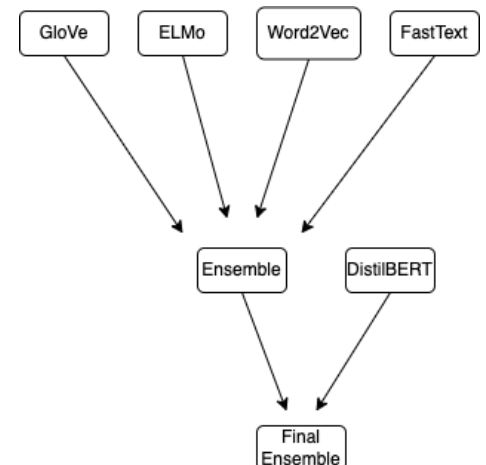 GloVe
ELMo
Word2Vec
FastText
Ensemble
DistilBERT
Final
Ensemble